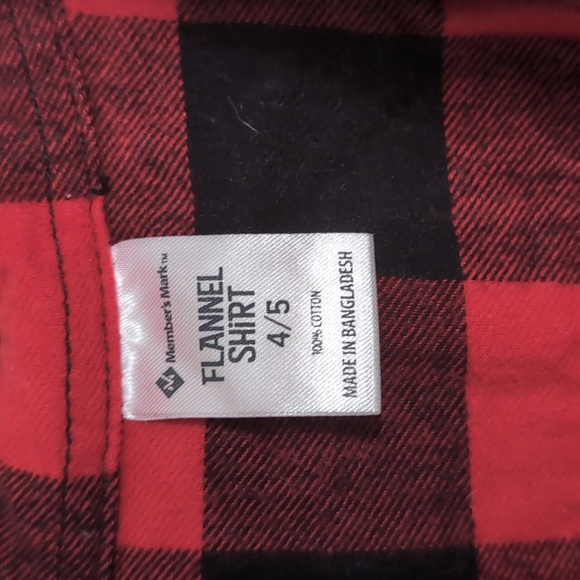 Member's Mark™
FLANNEL
SHiRT
4/5
100% COTTON
MADE IN BANGLADESH